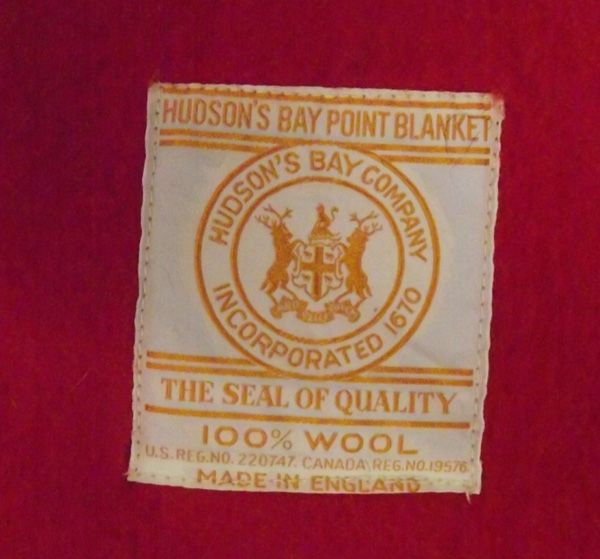 HUDSON'S BAY POINT BLANKET
HUDSON'S BAY COMPANY
INCORPORATED 1670
THE SEAL OF QUALITY
100% WOOL
U.S. REG. NO. 220747. CANADA REG. NO. 19576
MADE IN ENGLAND